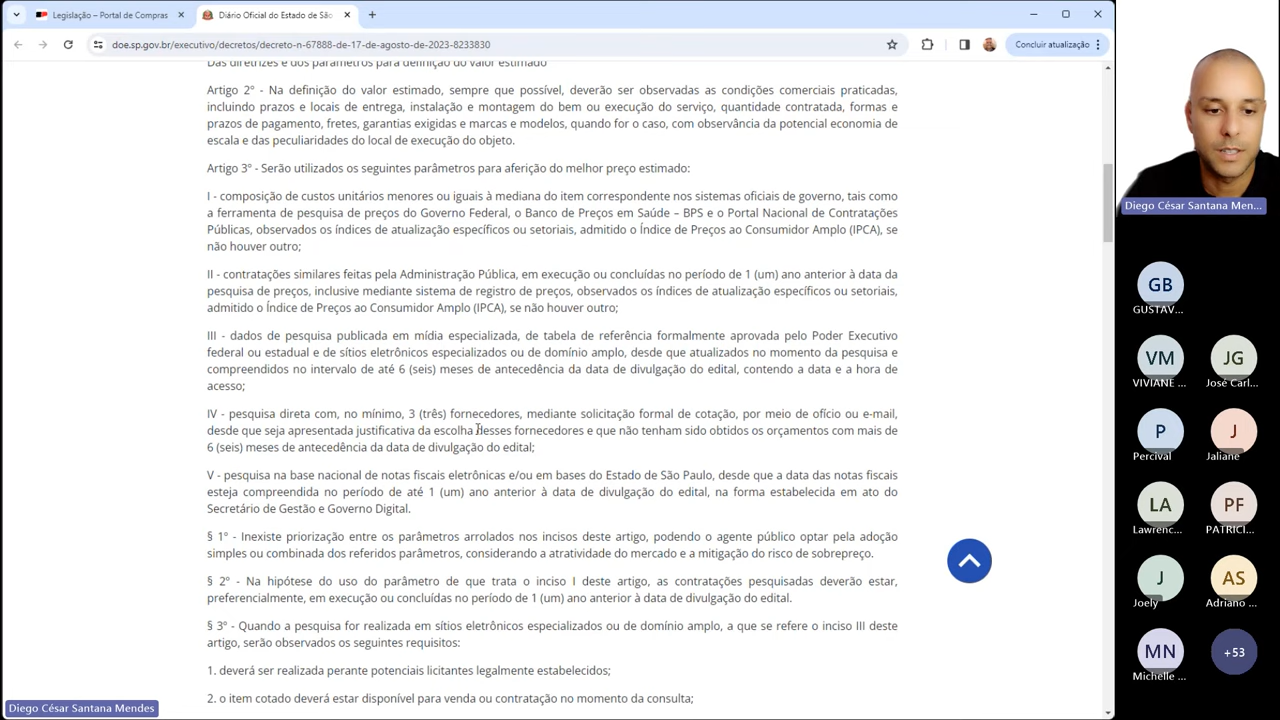 Legislação – Portal de Compras
Diário Oficial do Estado de São
doe.sp.gov.br/executivo/decretos/decreto-n-67888-de-17-de-agosto-de-2023-8233830
Concluir atualização
Das diretrizes e dos parâmetros para definição do valor estimado
Artigo 2º - Na definição do valor estimado, sempre que possível, deverão ser observadas as condições comerciais praticadas,
incluindo prazos e locais de entrega, instalação e montagem do bem ou execução do serviço, quantidade contratada, formas e
prazos de pagamento, fretes, garantias exigidas e marcas e modelos, quando for o caso, com observância da potencial economia de
escala e das peculiaridades do local de execução do objeto.
Artigo 3º - Serão utilizados os seguintes parâmetros para aferição do melhor preço estimado:
I - composição de custos unitários menores ou iguais à mediana do item correspondente nos sistemas oficiais de governo, tais como
a ferramenta de pesquisa de preços do Governo Federal, o Banco de Preços em Saúde – BPS e o Portal Nacional de Contratações
Públicas, observados os índices de atualização específicos ou setoriais, admitido o Índice de Preços ao Consumidor Amplo (IPCA), se
não houver outro;
II - contratações similares feitas pela Administração Pública, em execução ou concluídas no período de 1 (um) ano anterior à data da
pesquisa de preços, inclusive mediante sistema de registro de preços, observados os índices de atualização específicos ou setoriais,
admitido o Índice de Preços ao Consumidor Amplo (IPCA), se não houver outro;
III - dados de pesquisa publicada em mídia especializada, de tabela de referência formalmente aprovada pelo Poder Executivo
federal ou estadual e de sítios eletrônicos especializados ou de domínio amplo, desde que atualizados no momento da pesquisa e
compreendidos no intervalo de até 6 (seis) meses de antecedência da data de divulgação do edital, contendo a data e a hora de
acesso;
IV - pesquisa direta com, no mínimo, 3 (três) fornecedores, mediante solicitação formal de cotação, por meio de ofício ou e-mail,
desde que seja apresentada justificativa da escolha desses fornecedores e que não tenham sido obtidos os orçamentos com mais de
6 (seis) meses de antecedência da data de divulgação do edital;
V - pesquisa na base nacional de notas fiscais eletrônicas e/ou em bases do Estado de São Paulo, desde que a data das notas fiscais
esteja compreendida no período de até 1 (um) ano anterior à data de divulgação do edital, na forma estabelecida em ato do
Secretário de Gestão e Governo Digital.
§ 1º - Inexiste priorização entre os parâmetros arrolados nos incisos deste artigo, podendo o agente público optar pela adoção
simples ou combinada dos referidos parâmetros, considerando a atratividade do mercado e a mitigação do risco de sobrepreço.
§ 2º - Na hipótese do uso do parâmetro de que trata o inciso I deste artigo, as contratações pesquisadas deverão estar,
preferencialmente, em execução ou concluídas no período de 1 (um) ano anterior à data de divulgação do edital.
§ 3º - Quando a pesquisa for realizada em sítios eletrônicos especializados ou de domínio amplo, a que se refere o inciso III deste
artigo, serão observados os seguintes requisitos:
1. deverá ser realizada perante potenciais licitantes legalmente estabelecidos;
2. o item cotado deverá estar disponível para venda ou contratação no momento da consulta;
Diego César Santana Mendes
Diego César Santana Men...
GB
GUSTAV...
VM
VIVIANE ...
JG
José Carl...
P
Percival
J
Jaliane
LA
Lawrenc...
PF
PATRICI...
J
Joely
AS
Adriano ...
MN
Michelle ...
+53